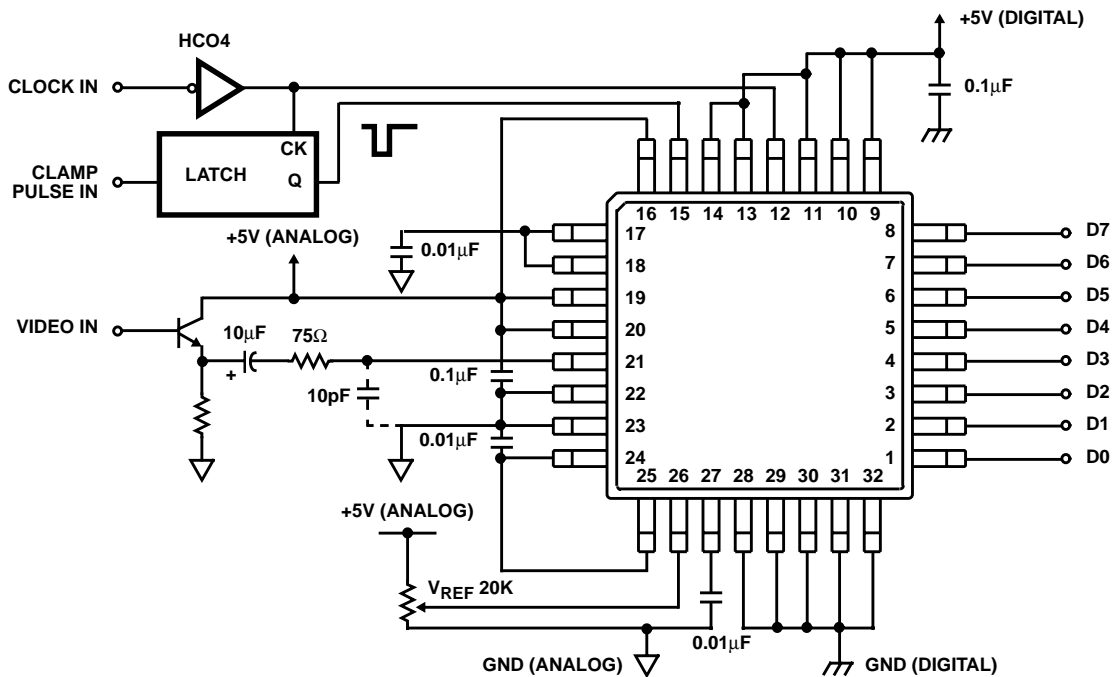 +5V (DIGITAL)
HCO4
CLOCK IN
0.1μF
CK
LATCH
Q
CLAMP
PULSE IN
16 15 14 13 12 11 10 9
+5V (ANALOG)
0.01μF
17
18
19
20
21
22
23
24
8
7
6
5
4
3
2
1
D7
D6
D5
D4
D3
D2
D1
D0
VIDEO IN
10μF
75Ω
10pF
0.1μF
0.01μF
25 26 27 28 29 30 31 32
+5V (ANALOG)
VREF 20K
0.01μF
GND (ANALOG)
GND (DIGITAL)
+